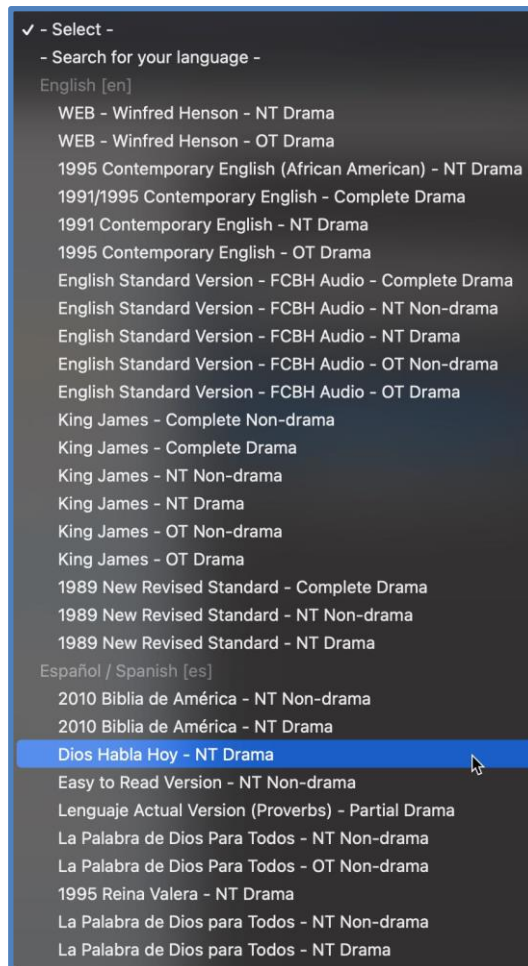 ✓ - Select -
- Search for your language -
English [en]
WEB - Winfred Henson - NT Drama
WEB - Winfred Henson - OT Drama
1995 Contemporary English (African American) - NT Drama
1991/1995 Contemporary English - Complete Drama
1991 Contemporary English - NT Drama
1995 Contemporary English - OT Drama
English Standard Version - FCBH Audio - Complete Drama
English Standard Version - FCBH Audio - NT Non-drama
English Standard Version - FCBH Audio - NT Drama
English Standard Version - FCBH Audio - OT Non-drama
English Standard Version - FCBH Audio - OT Drama
King James - Complete Non-drama
King James - Complete Drama
King James - NT Non-drama
King James - NT Drama
King James - OT Non-drama
King James - OT Drama
1989 New Revised Standard - Complete Drama
1989 New Revised Standard - NT Non-drama
1989 New Revised Standard - NT Drama
Español / Spanish [es]
2010 Biblia de América - NT Non-drama
2010 Biblia de América - NT Drama
Dios Habla Hoy - NT Drama
Easy to Read Version - NT Non-drama
Lenguaje Actual Version (Proverbs) - Partial Drama
La Palabra de Dios Para Todos - NT Non-drama
La Palabra de Dios Para Todos - OT Non-drama
1995 Reina Valera - NT Drama
La Palabra de Dios para Todos - NT Non-drama
La Palabra de Dios para Todos - NT Drama